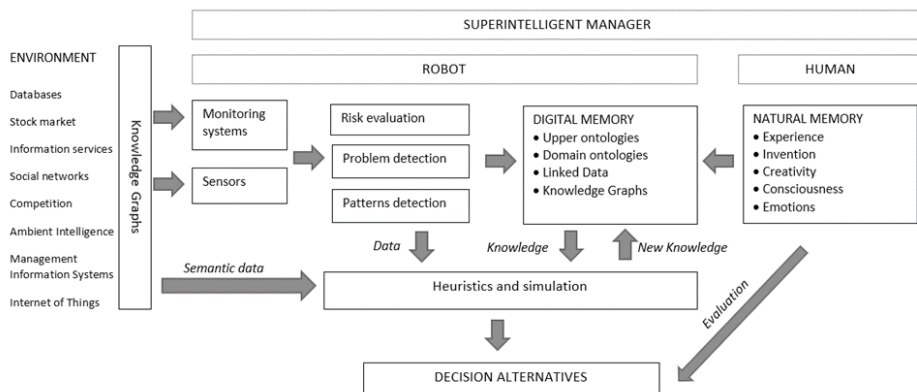 SUPERINTELLIGENT MANAGER
ENVIRONMENT
ROBOT
HUMAN
Databases
Stock market
Information services
Social networks
Competition
Ambient Intelligence
Management
Information Systems
Internet of Things
Knowledge Graphs
Monitoring
systems
Sensors
Risk evaluation
Problem detection
Patterns detection
DIGITAL MEMORY
• Upper ontologies
• Domain ontologies
• Linked Data
• Knowledge Graphs
NATURAL MEMORY
• Experience
• Invention
• Creativity
• Consciousness
• Emotions
Data
Knowledge
New Knowledge
Semantic data
Heuristics and simulation
Evaluation
DECISION ALTERNATIVES